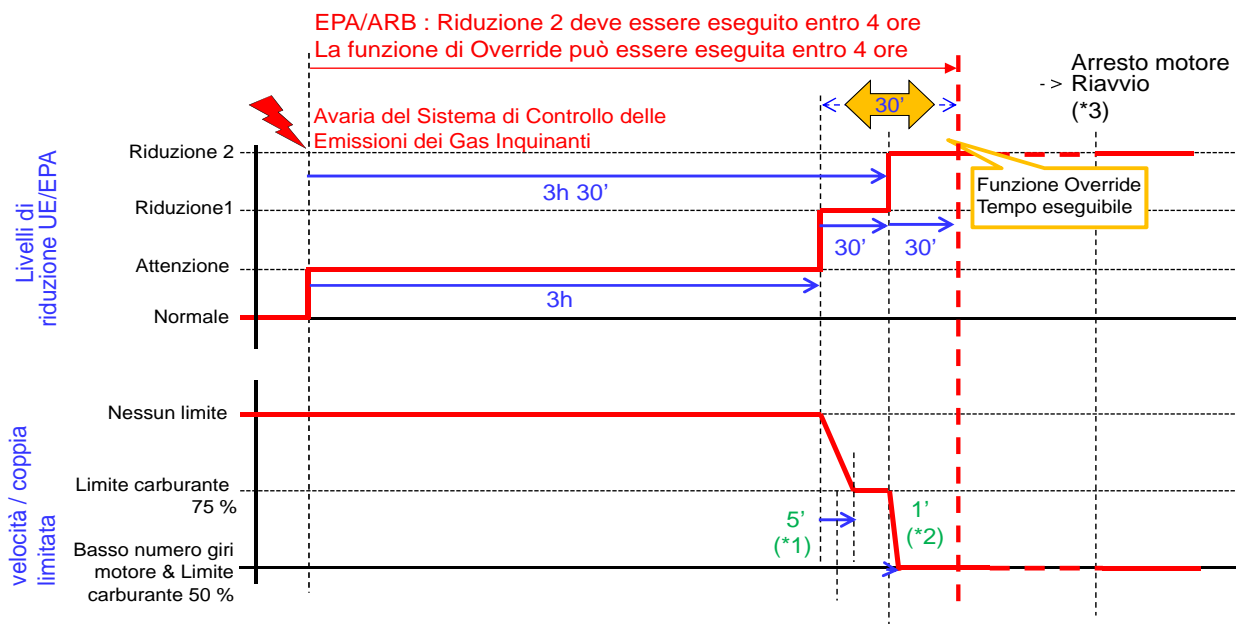 EPA/ARB : Riduzione 2 deve essere eseguito entro 4 ore
La funzione di Override può essere eseguita entro 4 ore
Arresto motore
-> Riavvio
(*3)
30’
Avaria del Sistema di Controllo delle
Emissioni dei Gas Inquinanti
Livelli di
riduzione UE/EPA
Riduzione 2
Riduzione1
Attenzione
Normale
3h 30’
Funzione Override
Tempo eseguibile
30’
30’
3h
velocità / coppia
limitata
Nessun limite
Limite carburante
75 %
Basso numero giri
motore & Limite
carburante 50 %
5’
(*1)
1’
(*2)